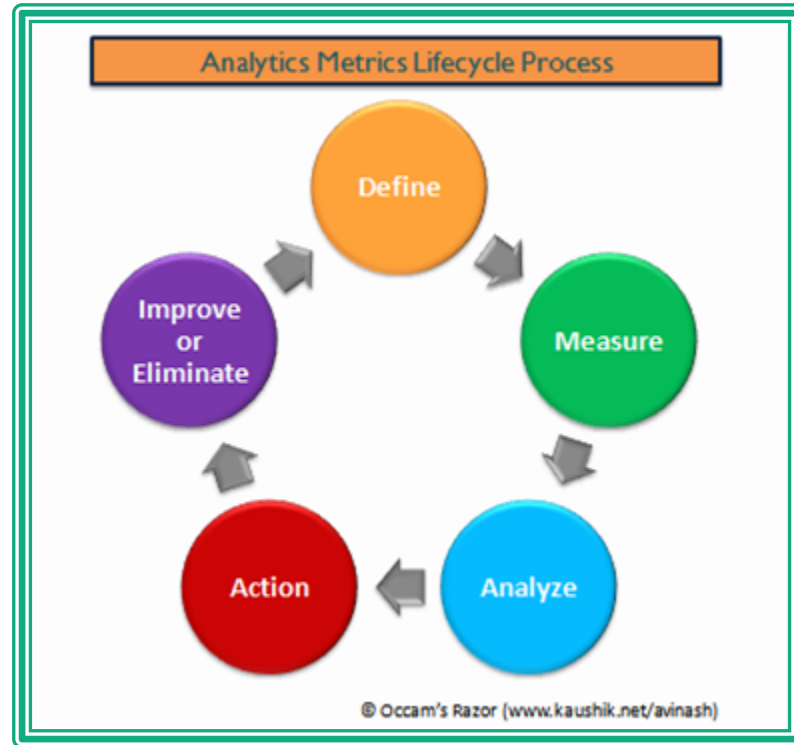 Analytics Metrics Lifecycle Process
Define
Measure
Analyze
Action
Improve
or
Eliminate
© Occam's Razor (www.kaushik.net/avinash)